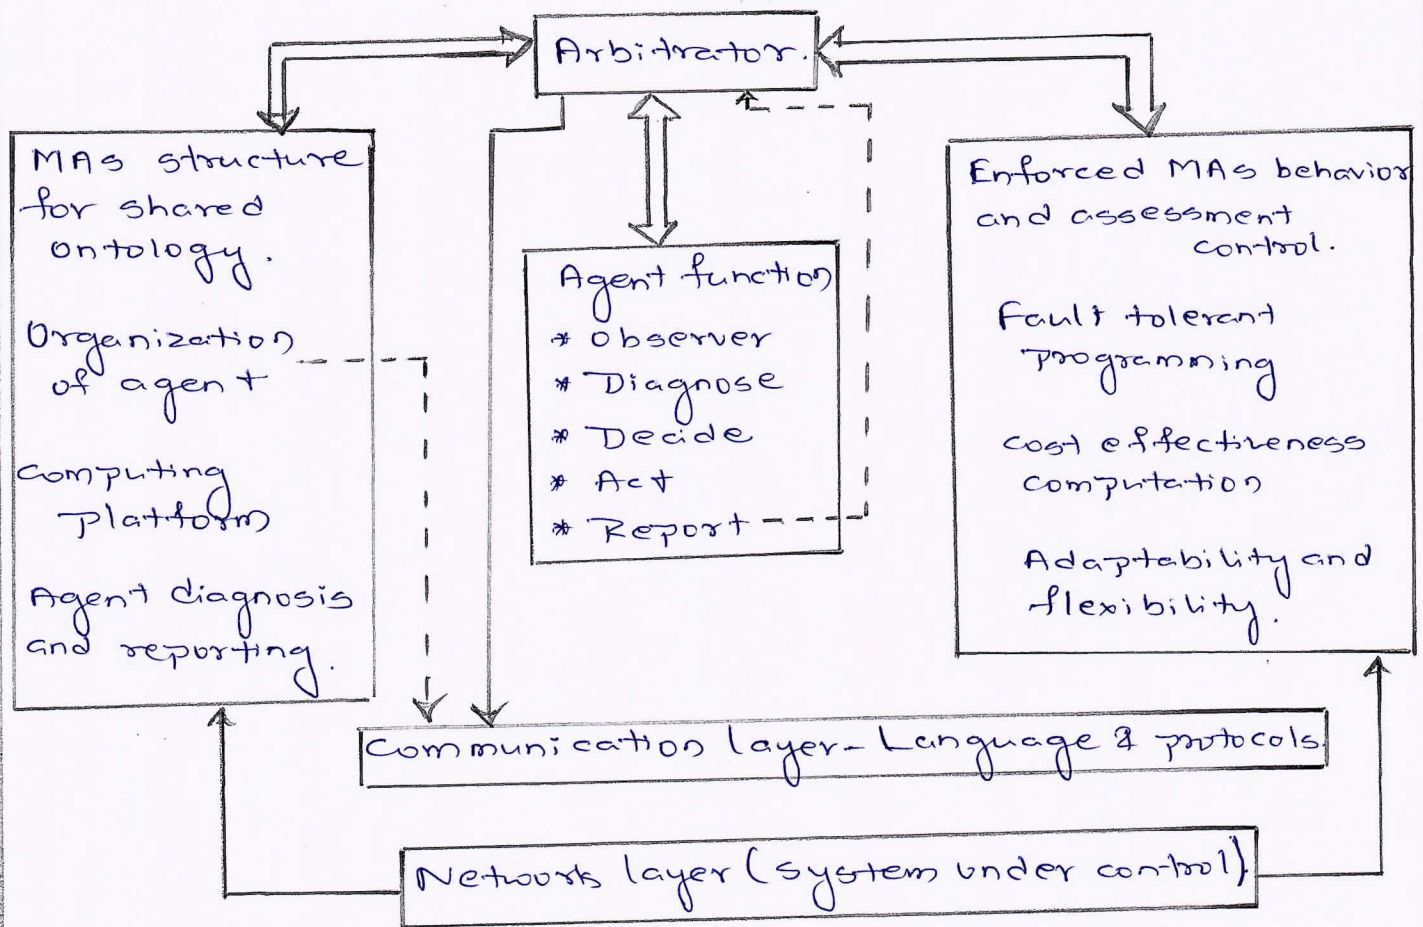 Arbitrator.
MAS structure
for shared
ontology.
Organization
of agent
Computing
Platform
Agent diagnosis
and reporting.
Agent function
* Observer
* Diagnose
* Decide
* Act
* Report
Enforced MAS behavior
and assessment
control.
Fault tolerant
programming
Cost effectiveness
computation
Adaptability and
flexibility.
Communication layer - Language & protocols.
Network layer (system under control)